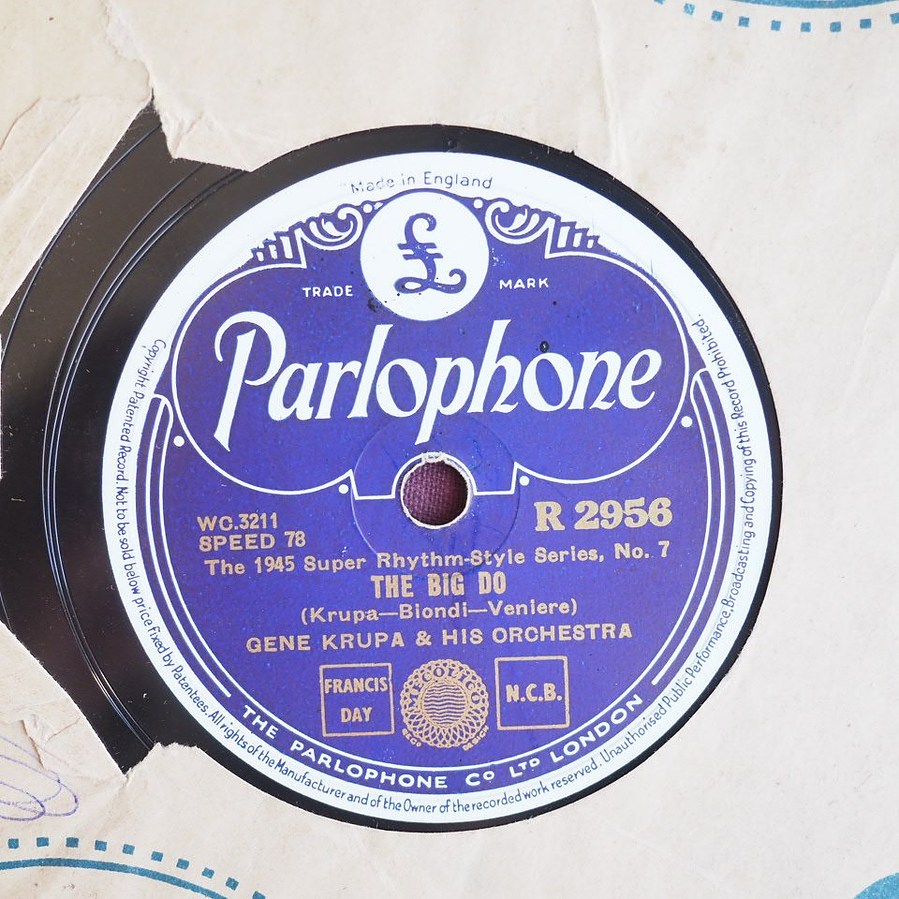 Made in England
£
TRADE MARK
Parlophone
WC.3211
SPEED 78
R 2956
The 1945 Super Rhythm-Style Series, No. 7
THE BIG DO
(Krupa—Biondi—Veniere)
GENE KRUPA & HIS ORCHESTRA
FRANCIS
DAY
MECOLICO
N.C.B.
THE PARLOPHONE CO LTD LONDON
Copyright Patented Record. Not to be sold below price fixed by Patentees. All rights of the Manufacturer and of the Owner of the recorded work reserved. Unauthorised Public Performance, Broadcasting and Copying of this Record Prohibited.